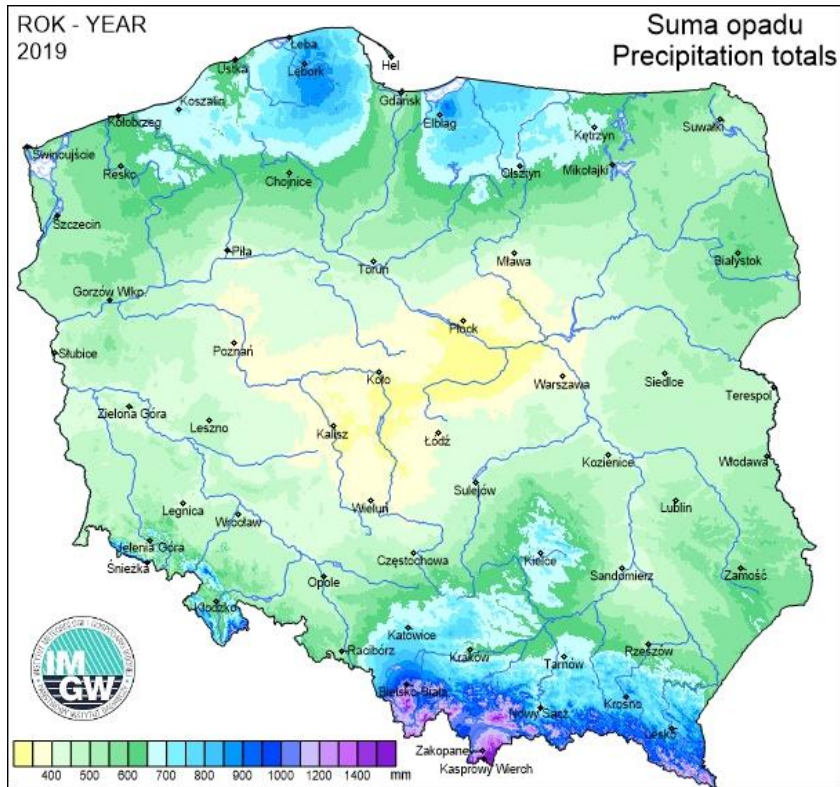 ROK - YEAR
2019
Suma opadu
Precipitation totals
Łeba
Hel
Ustka
Lębork
Gdańsk
Koszalin
Kołobrzeg
Elbląg
Kętrzyn
Suwałki
Świnoujście
Resko
Chojnice
Olsztyn
Mikołajki
Szczecin
Piła
Toruń
Mława
Białystok
Gorzów Wlkp.
Płock
Słubice
Poznań
Koło
Warszawa
Siedlce
Terespol
Zielona Góra
Leszno
Kalisz
Łódź
Kozienice
Włodawa
Sulejów
Legnica
Wrocław
Wieluń
Lublin
Jelenia Góra
Śnieżka
Częstochowa
Kielce
Opole
Sandomierz
Zamość
Kłodzko
Katowice
Racibórz
Kraków
Tarnów
Rzeszów
IMGW
Bielsko-Biała
Nowy Sącz
Krosno
Lesko
Zakopane
Kasprowy Wierch
400 500 600 700 800 900 1000 1200 1400 mm